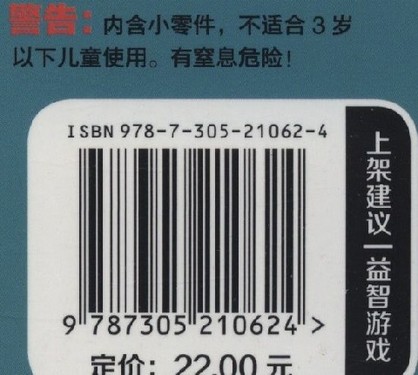 警告：内含小零件，不适合 3 岁
以下儿童使用。有窒息危险！
ISBN 978-7-305-21062-4
9 787305 210624 >
定价：22.00 元
上架建议｜益智游戏